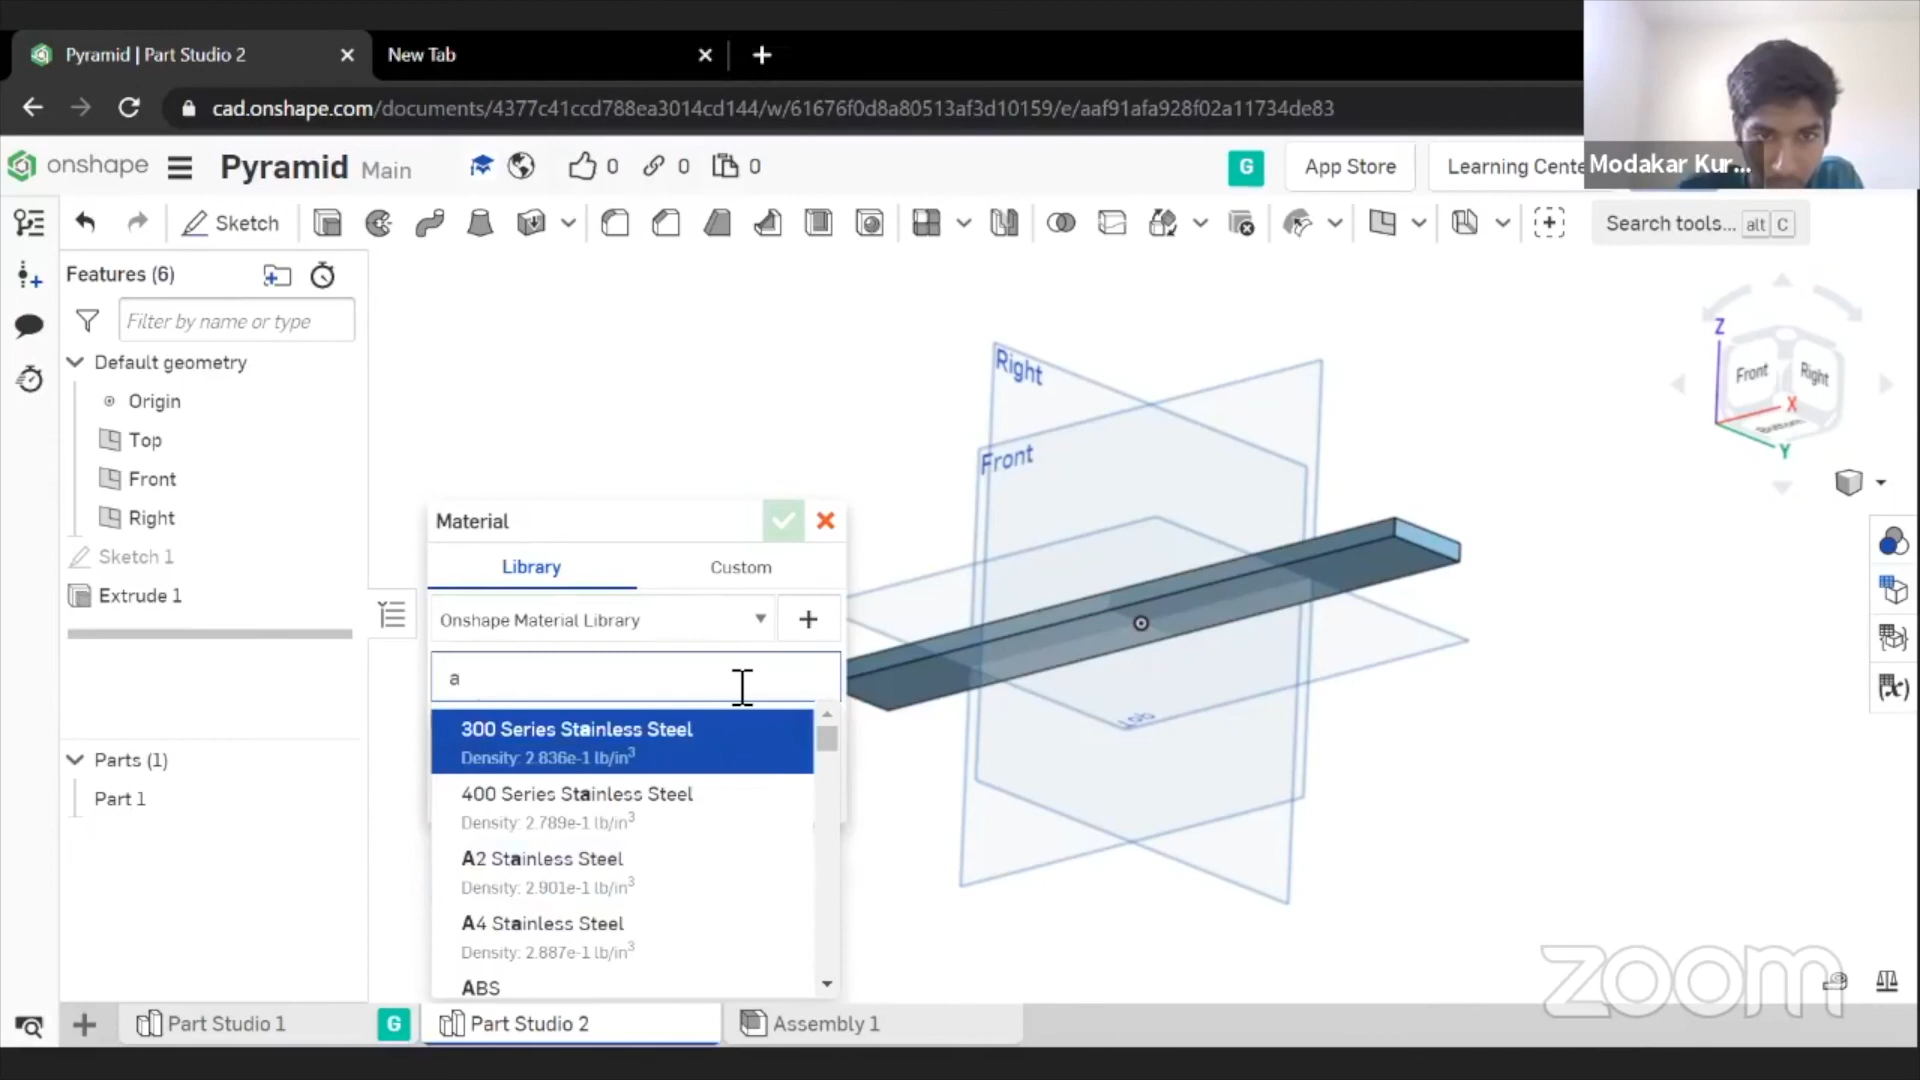 Pyramid | Part Studio 2
New Tab
cad.onshape.com/documents/4377c41ccd788ea3014cd144/w/61676f0d8a80513af3d10159/e/aaf91afa928f02a11734de83
Modakar Kur...
onshape
Pyramid Main
0
0
0
G
App Store
Learning Cente
Sketch
Search tools... alt C
Features (6)
Filter by name or type
Default geometry
Origin
Top
Front
Right
Sketch 1
Extrude 1
Parts (1)
Part 1
Material
Library
Custom
Onshape Material Library
a
300 Series Stainless Steel
Density: 2.836e-1 lb/in³
400 Series Stainless Steel
Density: 2.789e-1 lb/in³
A2 Stainless Steel
Density: 2.901e-1 lb/in³
A4 Stainless Steel
Density: 2.887e-1 lb/in³
ABS
Right
Front
Top
Z
Front
Right
X
Bottom
Y
(x)
zoom
Part Studio 1
G
Part Studio 2
Assembly 1